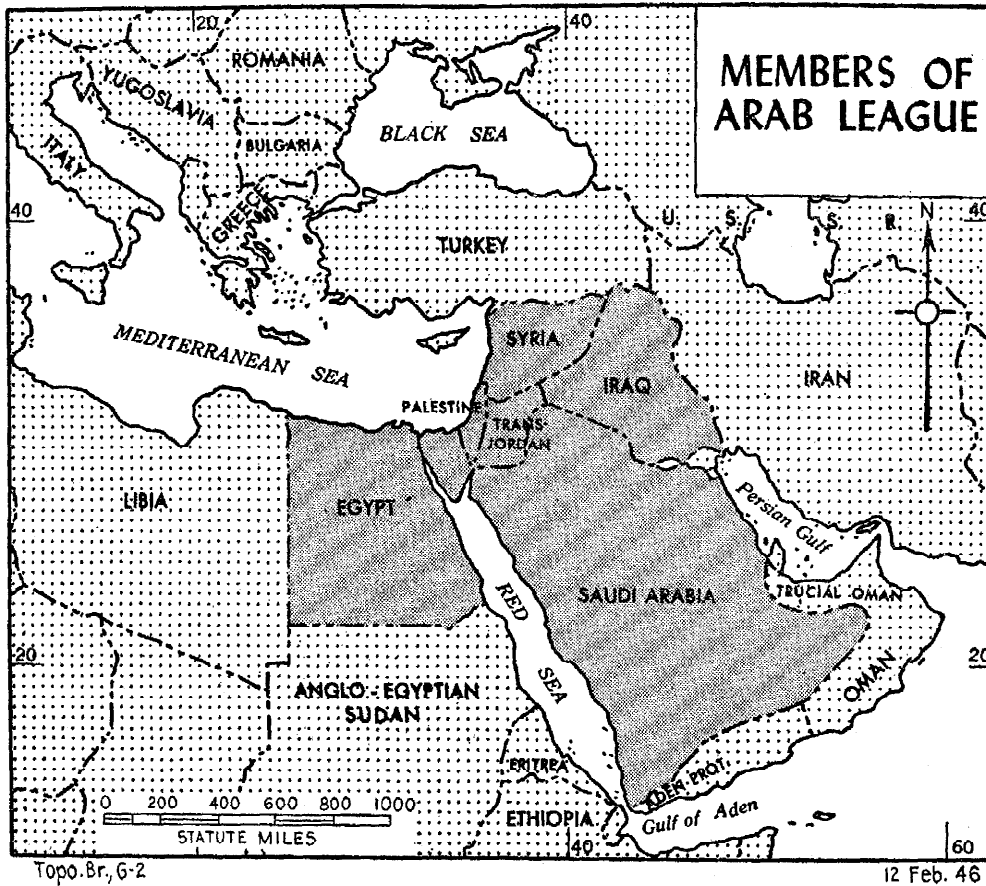 20
40
MEMBERS OF
ARAB LEAGUE
ROMANIA
YUGOSLAVIA
BLACK SEA
BULGARIA
ITALY
40
GREECE
TURKEY
U. S. S. R.
N
40
MEDITERRANEAN SEA
SYRIA
IRAQ
IRAN
PALESTINE
TRANS-
JORDAN
LIBIA
EGYPT
Persian Gulf
RED
SEA
SAUDI ARABIA
TRUCIAL OMAN
20
20
ANGLO-EGYPTIAN
SUDAN
OMAN
ERITREA
ADEN PROT.
0 200 400 600 800 1000
STATUTE MILES
ETHIOPIA
Gulf of Aden
40
60
Topo.Br., G-2
12 Feb. 46